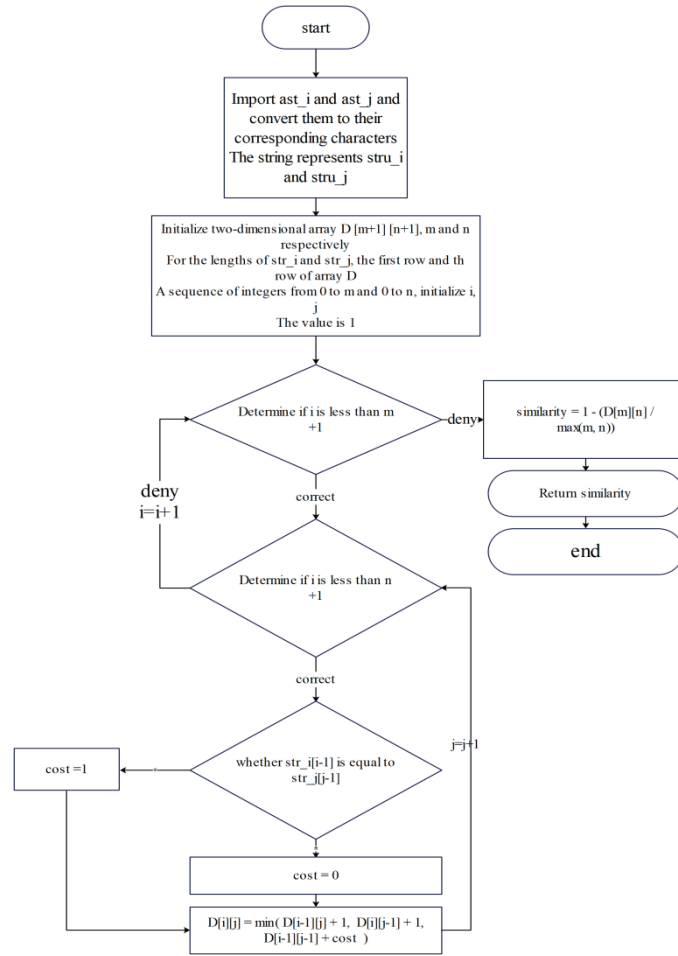 start
Import ast_i and ast_j and
convert them to their
corresponding characters
The string represents stru_i
and stru_j
Initialize two-dimensional array D [m+1] [n+1], m and n
respectively
For the lengths of str_i and str_j, the first row and th
row of array D
A sequence of integers from 0 to m and 0 to n, initialize i,
j
The value is 1
Determine if i is less than m
+1
deny
similarity = 1 - (D[m][n] /
max(m, n))
Return similarity
end
correct
deny
i=i+1
Determine if i is less than n
+1
correct
j=j+1
whether str_i[i-1] is equal to
str_j[j-1]
cost =1
cost = 0
D[i][j] = min( D[i-1][j] + 1, D[i][j-1] + 1,
D[i-1][j-1] + cost )